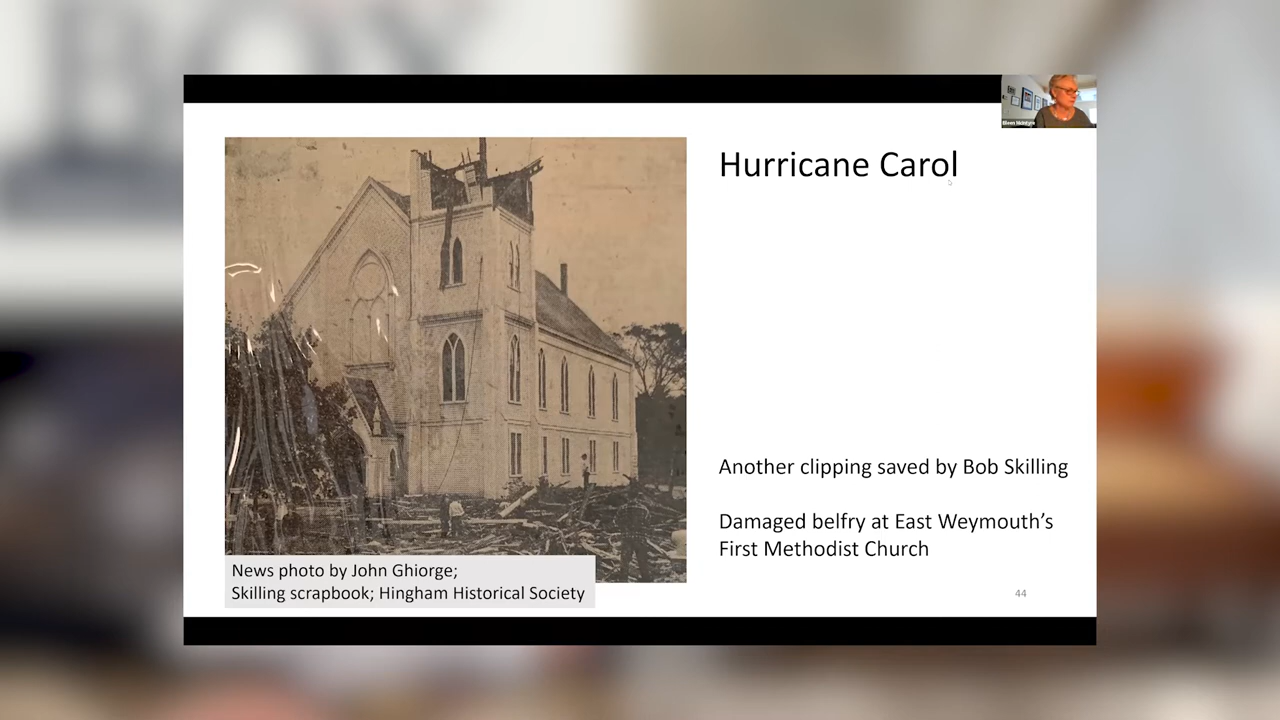 Hurricane Carol
Another clipping saved by Bob Skilling
Damaged belfry at East Weymouth’s
First Methodist Church
News photo by John Ghiorge;
Skilling scrapbook; Hingham Historical Society
44